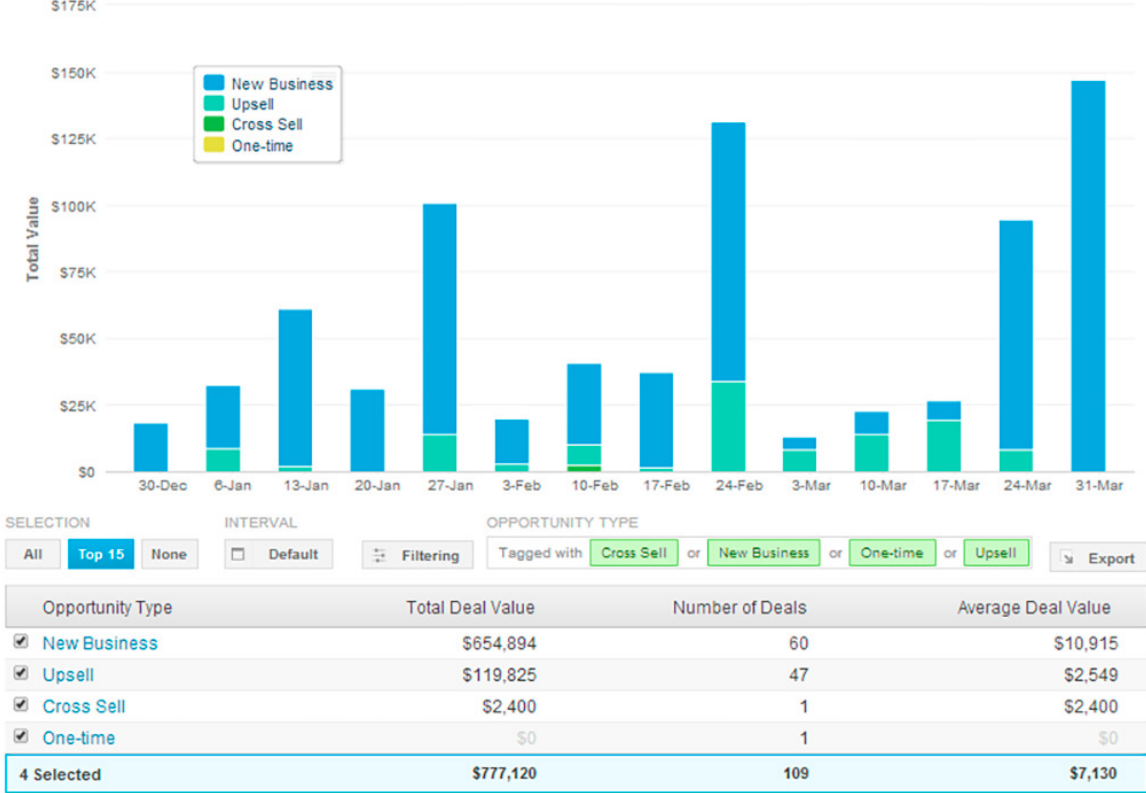 $175K
$150K
$125K
$100K
$75K
$50K
$25K
$0
Total Value
New Business
Upsell
Cross Sell
One-time
30-Dec 6-Jan 13-Jan 20-Jan 27-Jan 3-Feb 10-Feb 17-Feb 24-Feb 3-Mar 10-Mar 17-Mar 24-Mar 31-Mar
SELECTION INTERVAL OPPORTUNITY TYPE
All Top 15 None Default Filtering Tagged with Cross Sell or New Business or One-time or Upsell Export
Opportunity Type Total Deal Value Number of Deals Average Deal Value
New Business $654,894 60 $10,915
Upsell $119,825 47 $2,549
Cross Sell $2,400 1 $2,400
One-time $0 1 $0
4 Selected $777,120 109 $7,130